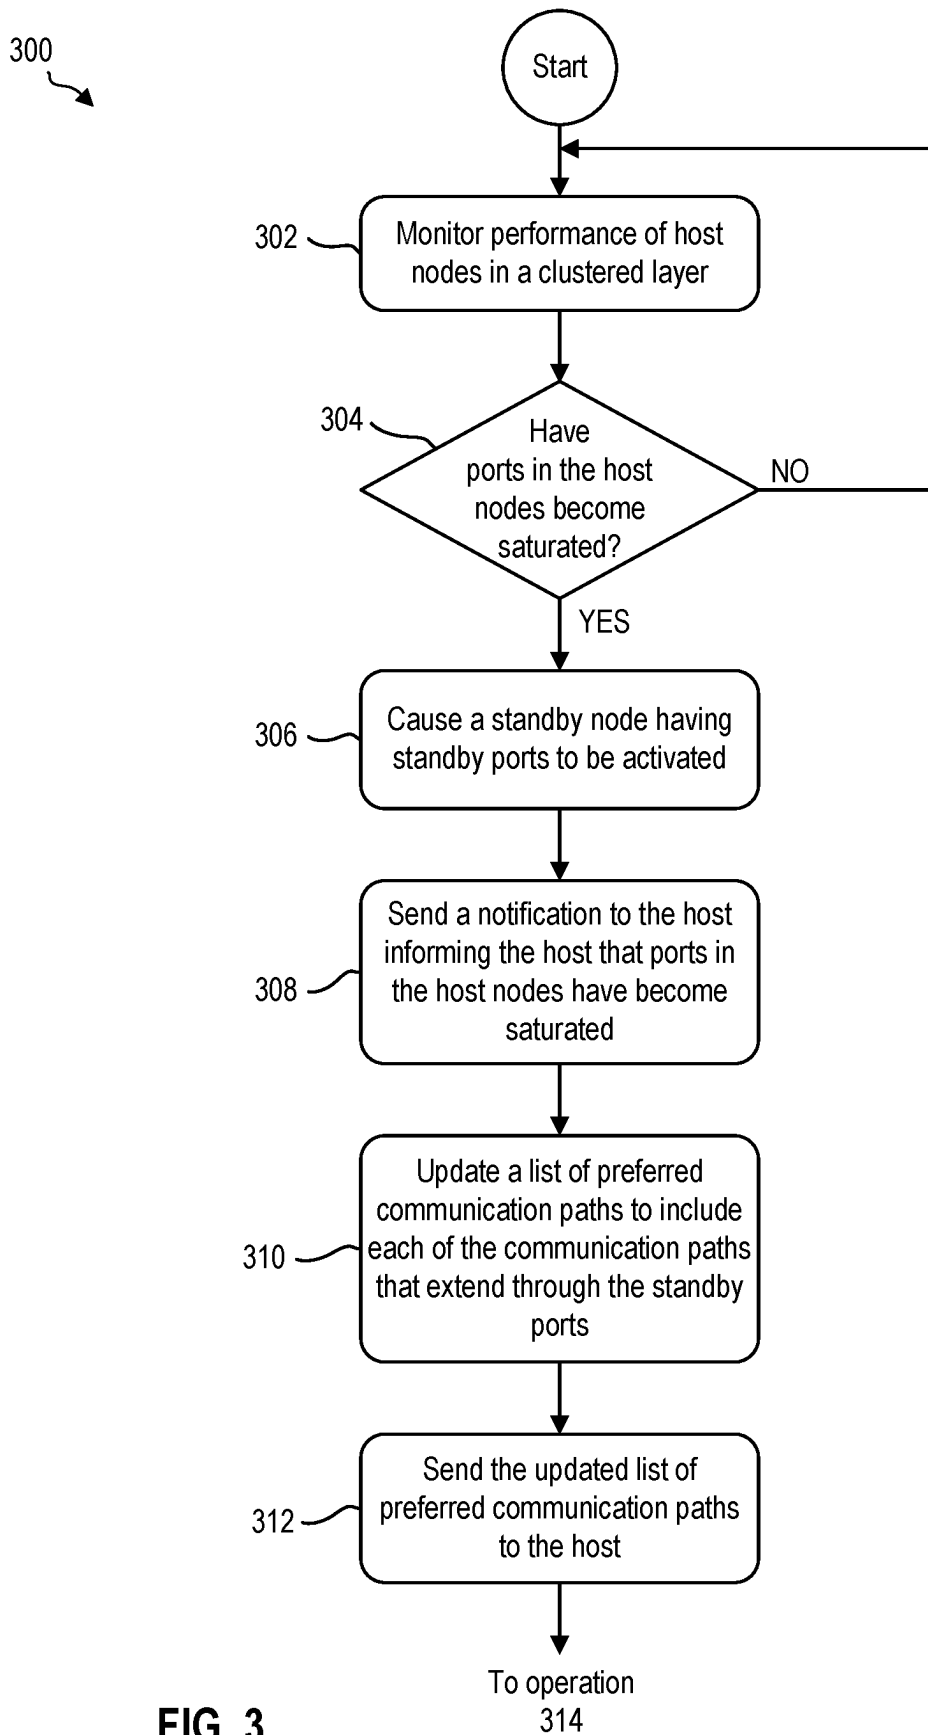 300
Start
302
Monitor performance of host
nodes in a clustered layer
304
Have
ports in the host
nodes become
saturated?
NO
YES
306
Cause a standby node having
standby ports to be activated
308
Send a notification to the host
informing the host that ports in
the host nodes have become
saturated
310
Update a list of preferred
communication paths to include
each of the communication paths
that extend through the standby
ports
312
Send the updated list of
preferred communication paths
to the host
To operation
314
FIG. 3